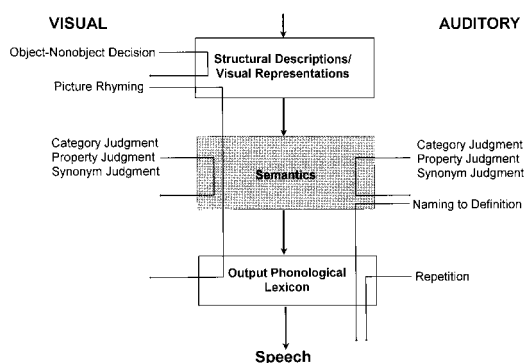 VISUAL
AUDITORY
Object-Nonobject Decision
Structural Descriptions/
Visual Representations
Picture Rhyming
Category Judgment
Property Judgment
Synonym Judgment
Semantics
Category Judgment
Property Judgment
Synonym Judgment
Naming to Definition
Output Phonological
Lexicon
Repetition
Speech